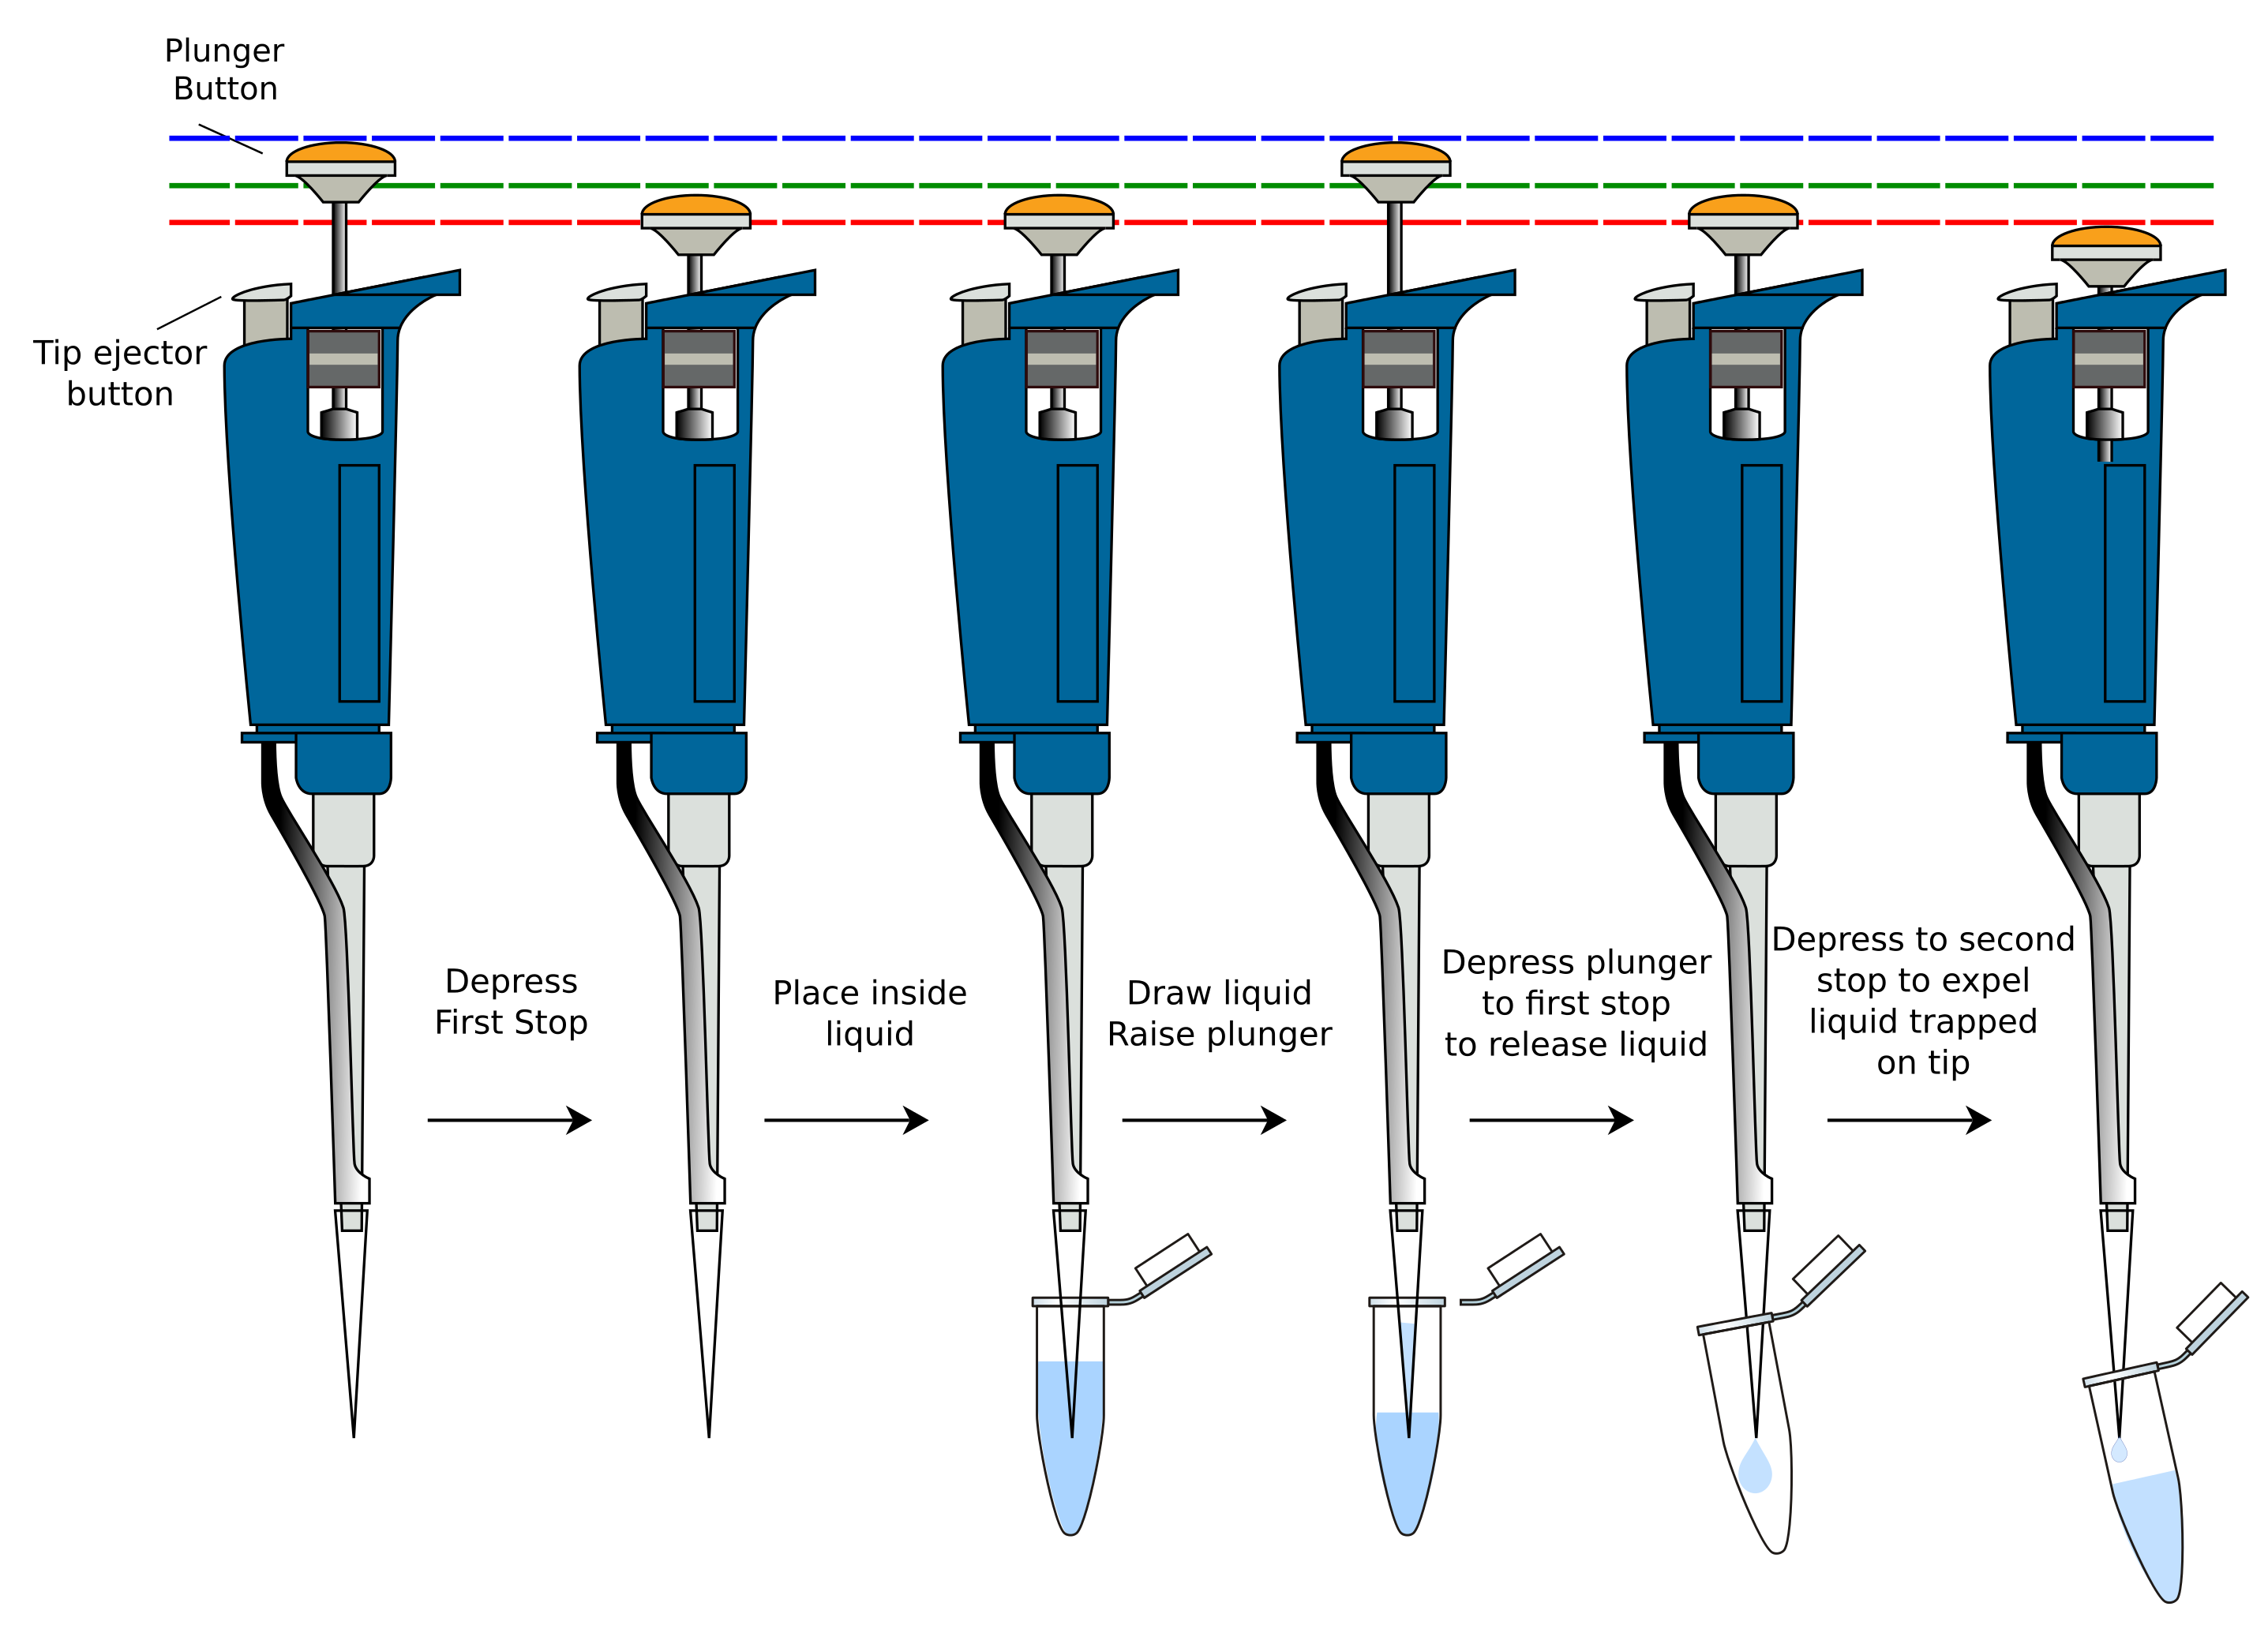 Plunger
Button
Tip ejector
button
Depress
First Stop
Place inside
liquid
Draw liquid
Raise plunger
Depress plunger
to first stop
to release liquid
Depress to second
stop to expel
liquid trapped
on tip